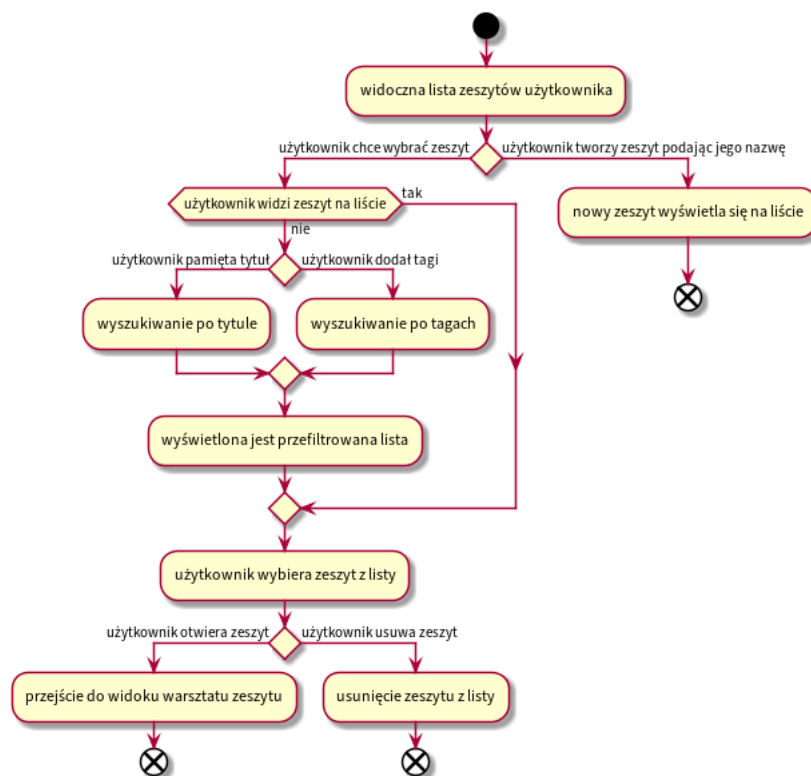 widoczna lista zeszytów użytkownika
użytkownik chce wybrać zeszyt
użytkownik tworzy zeszyt podając jego nazwę
użytkownik widzi zeszyt na liście
tak
nowy zeszyt wyświetla się na liście
nie
użytkownik pamięta tytuł
użytkownik dodał tagi
wyszukiwanie po tytule
wyszukiwanie po tagach
wyświetlona jest przefiltrowana lista
użytkownik wybiera zeszyt z listy
użytkownik otwiera zeszyt
użytkownik usuwa zeszyt
przejście do widoku warsztatu zeszytu
usunięcie zeszytu z listy